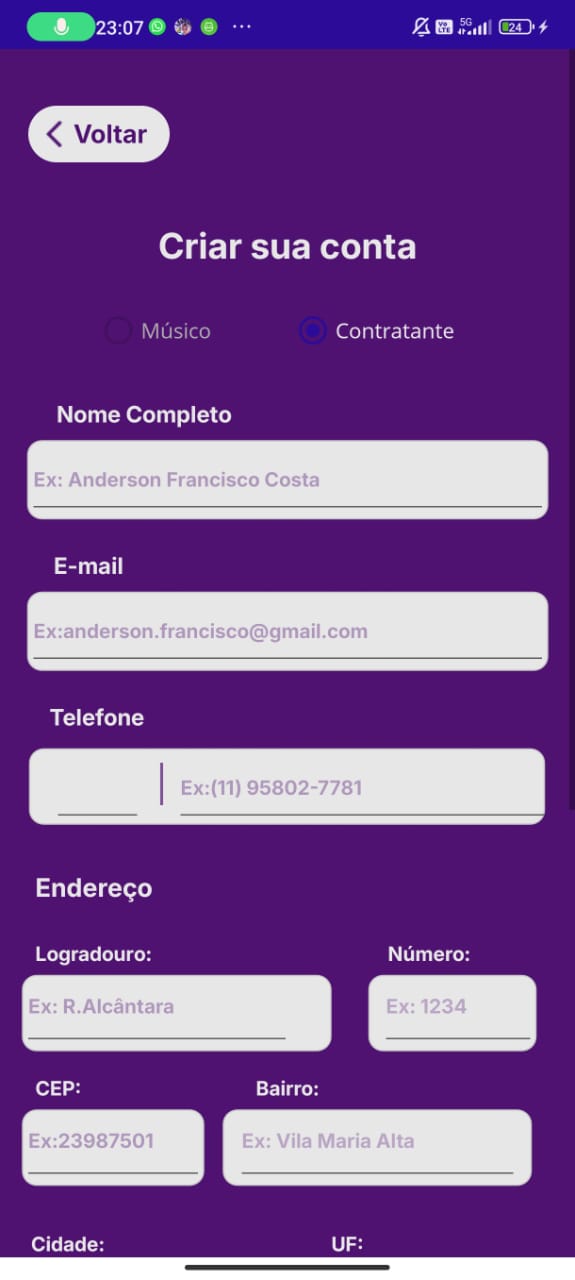 23:07 ... Vo LTE 5G 24
Voltar
Criar sua conta
Músico Contratante
Nome Completo
Ex: Anderson Francisco Costa
E-mail
Ex:anderson.francisco@gmail.com
Telefone
Ex:(11) 95802-7781
Endereço
Logradouro: Número:
Ex: R.Alcântara Ex: 1234
CEP: Bairro:
Ex:23987501 Ex: Vila Maria Alta
Cidade: UF: